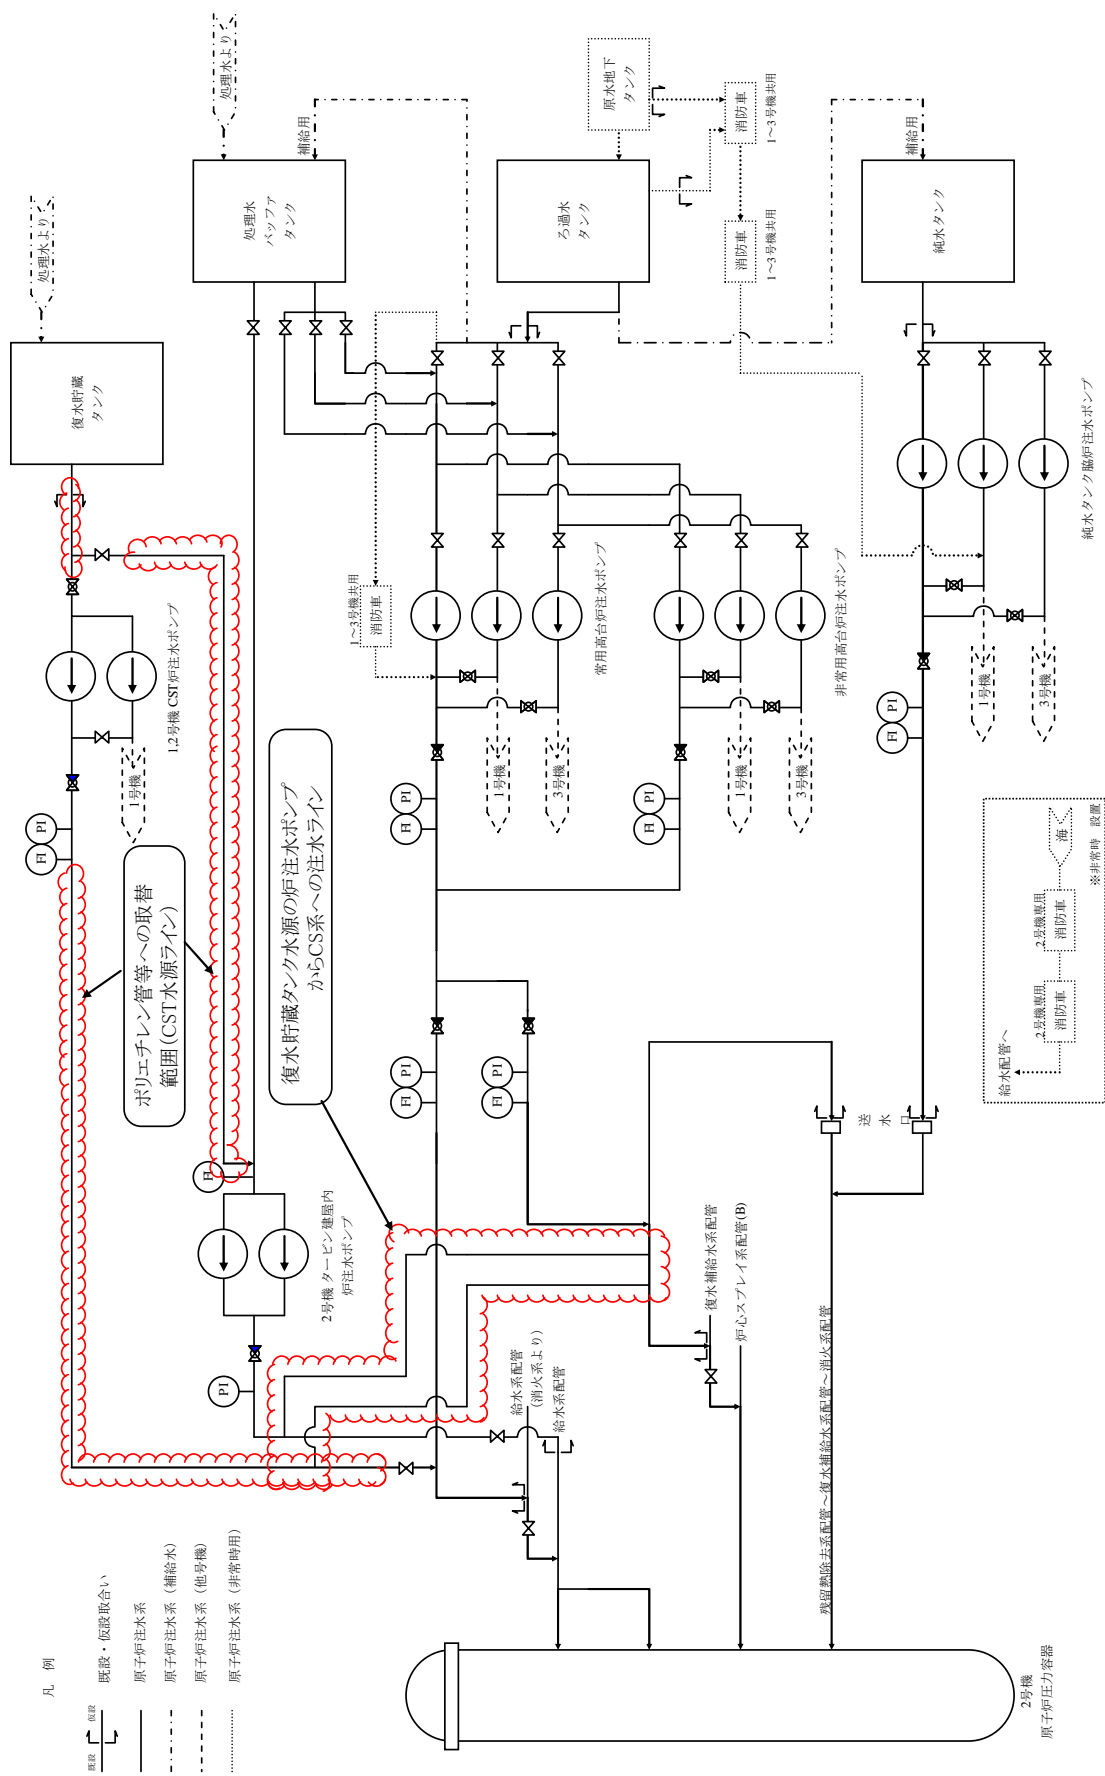 処理水より
処理水より
補給用
原水地下
タンク
消防車
1～3号機共用
補給用
復水貯蔵
タンク
処理水
バッファ
タンク
ろ過水
タンク
消防車
1～3号機共用
純水タンク
1,2号機 CST炉注水ポンプ
1号機
PI
FI
1～3号機共用
消防車
常用高台炉注水ポンプ
1号機
3号機
PI
FI
非常用高台炉注水ポンプ
1号機
3号機
PI
FI
純水タンク脇炉注水ポンプ
1号機
3号機
PI
FI
ポリエチレン管等への取替
範囲(CST水源ライン)
復水貯蔵タンク水源の炉注水ポンプ
からCS系への注水ライン
PI
FI
PI
FI
FI
2号機 タービン建屋内
炉注水ポンプ
PI
海
※非常時 設置
2号機専用
消防車
2号機専用
消防車
給水配管へ
送水口
給水系配管
(消火系より)
給水系配管
復水補給水系配管
炉心スプレイ系配管(B)
残留熱除去系配管～復水補給水系配管～消火系配管
2号機
原子炉圧力容器
凡 例
既設 仮設
既設・仮設取合い
原子炉注水系
原子炉注水系（補給水）
原子炉注水系（他号機）
原子炉注水系（非常時用）